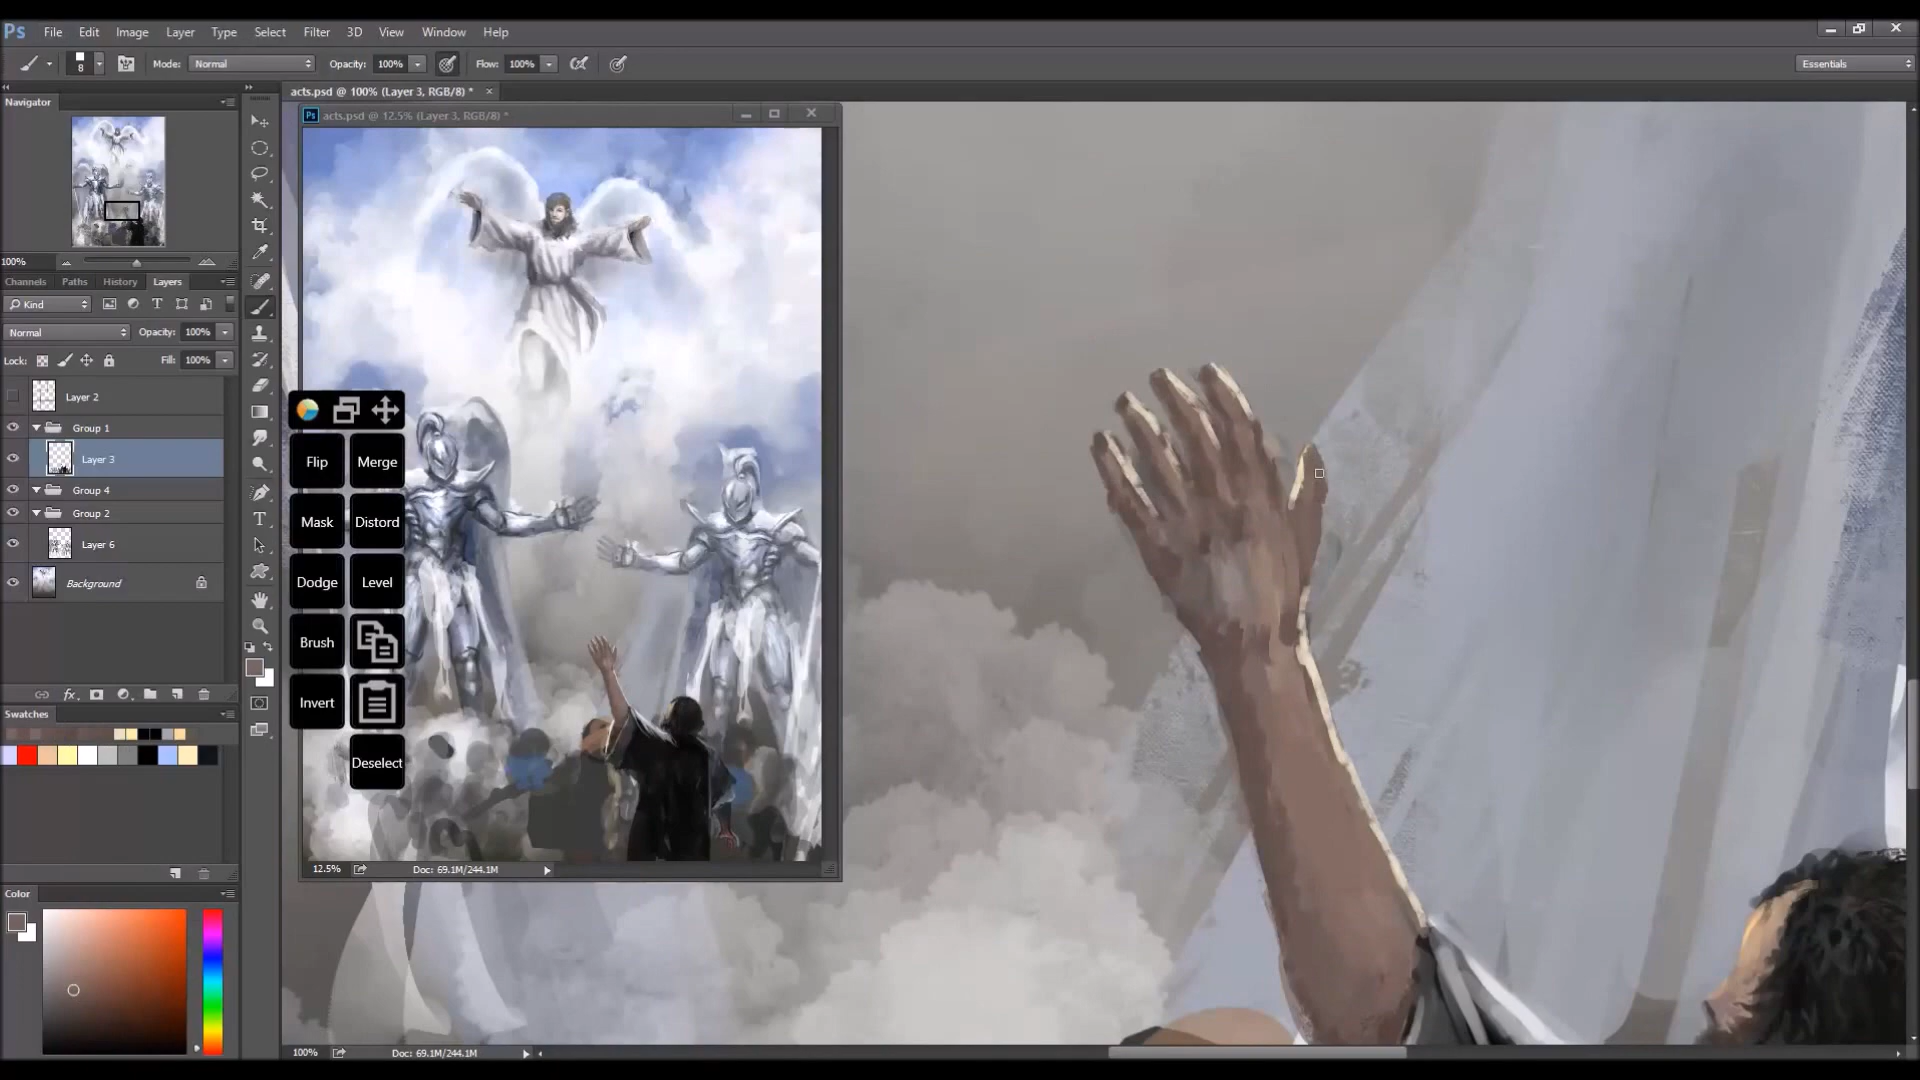 Ps File Edit Image Layer Type Select Filter 3D View Window Help
8 Mode: Normal Opacity: 100% Flow: 100% Essentials
Navigator
acts.psd @ 100% (Layer 3, RGB/8) *
Ps acts.psd @ 12.5% (Layer 3, RGB/8) *
100%
Channels Paths History Layers
Kind
Normal Opacity: 100%
Lock: Fill: 100%
Layer 2
Group 1
Layer 3
Group 4
Group 2
Layer 6
Background
Flip Merge
Mask Distord
Dodge Level
Brush
Invert
Deselect
fx
Swatches
12.5% Doc: 69.1M/244.1M
Color
100% Doc: 69.1M/244.1M